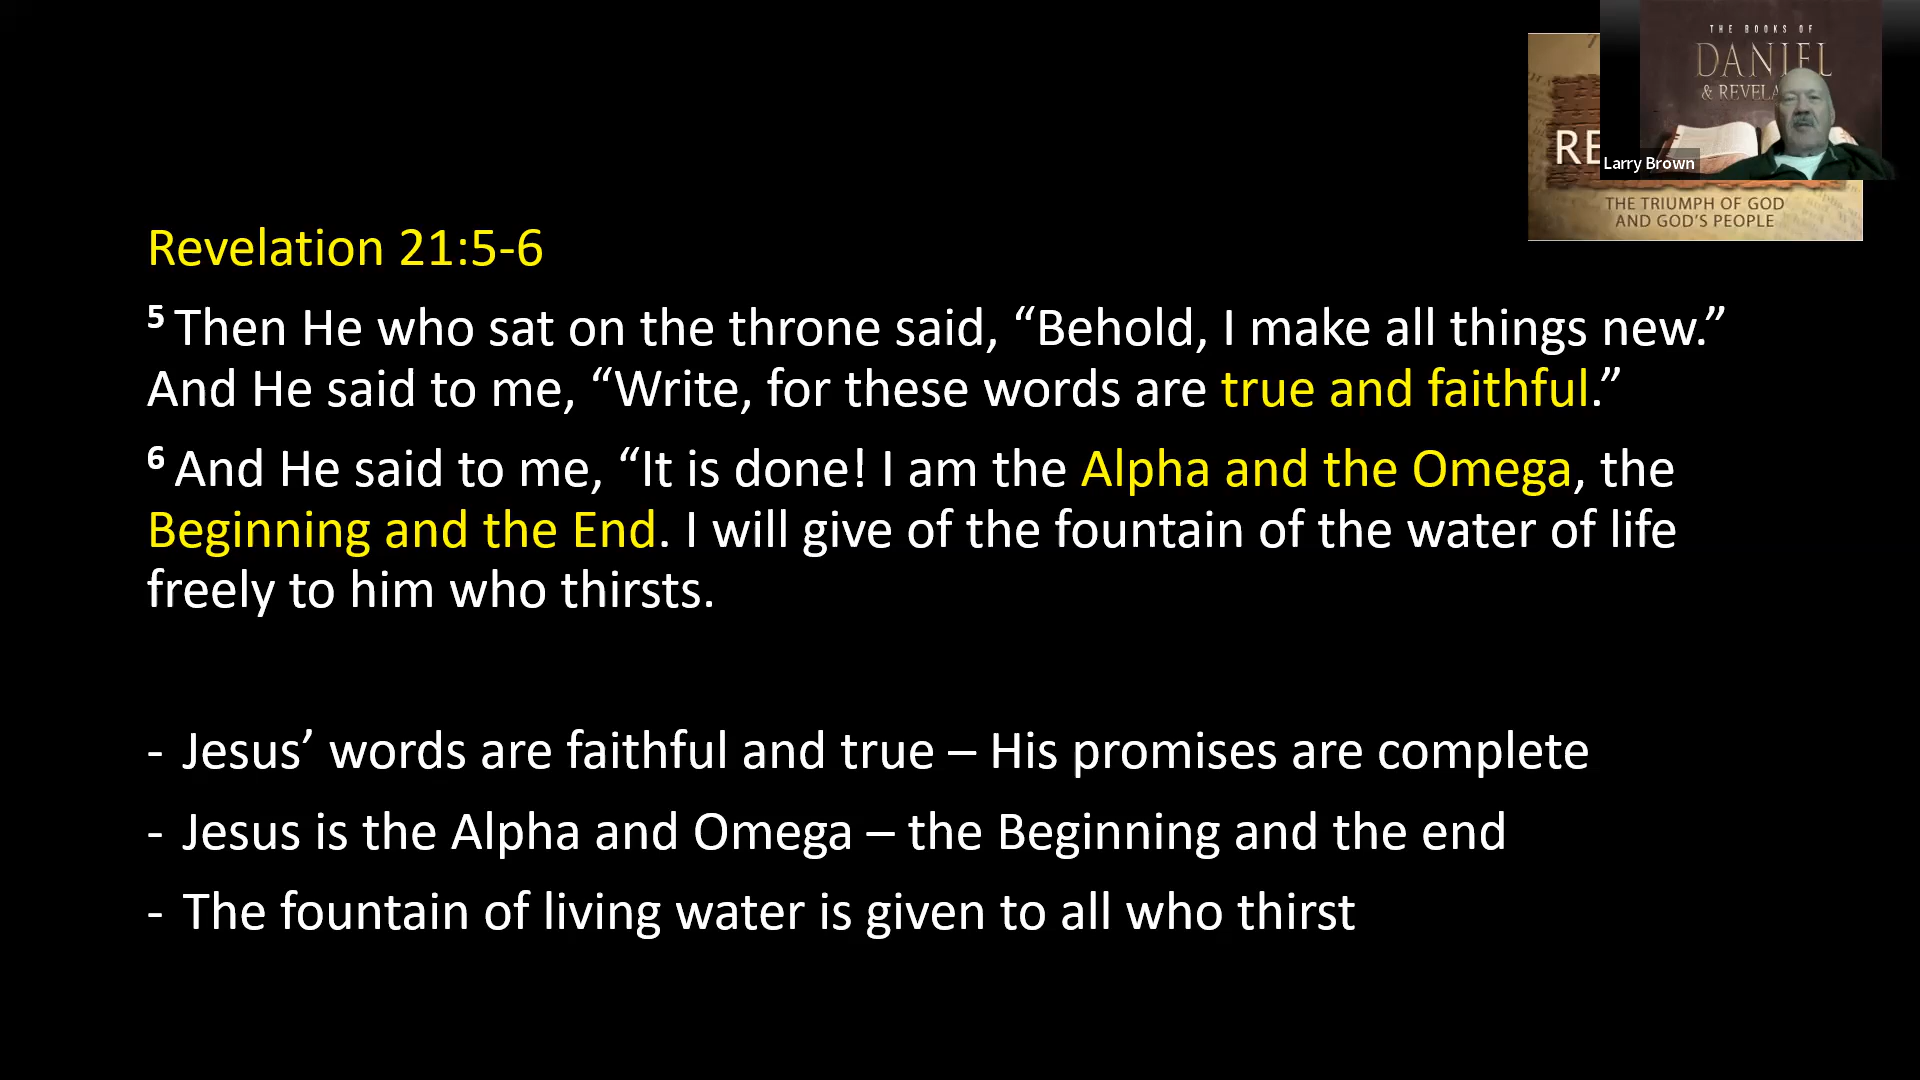 THE BOOKS OF
DANIEL
& REVELA
Larry Brown
RE
THE TRIUMPH OF GOD
AND GOD'S PEOPLE
Revelation 21:5-6
5 Then He who sat on the throne said, “Behold, I make all things new.”
And He said to me, “Write, for these words are true and faithful.”
6 And He said to me, “It is done! I am the Alpha and the Omega, the
Beginning and the End. I will give of the fountain of the water of life
freely to him who thirsts.
- Jesus’ words are faithful and true – His promises are complete
- Jesus is the Alpha and Omega – the Beginning and the end
- The fountain of living water is given to all who thirst